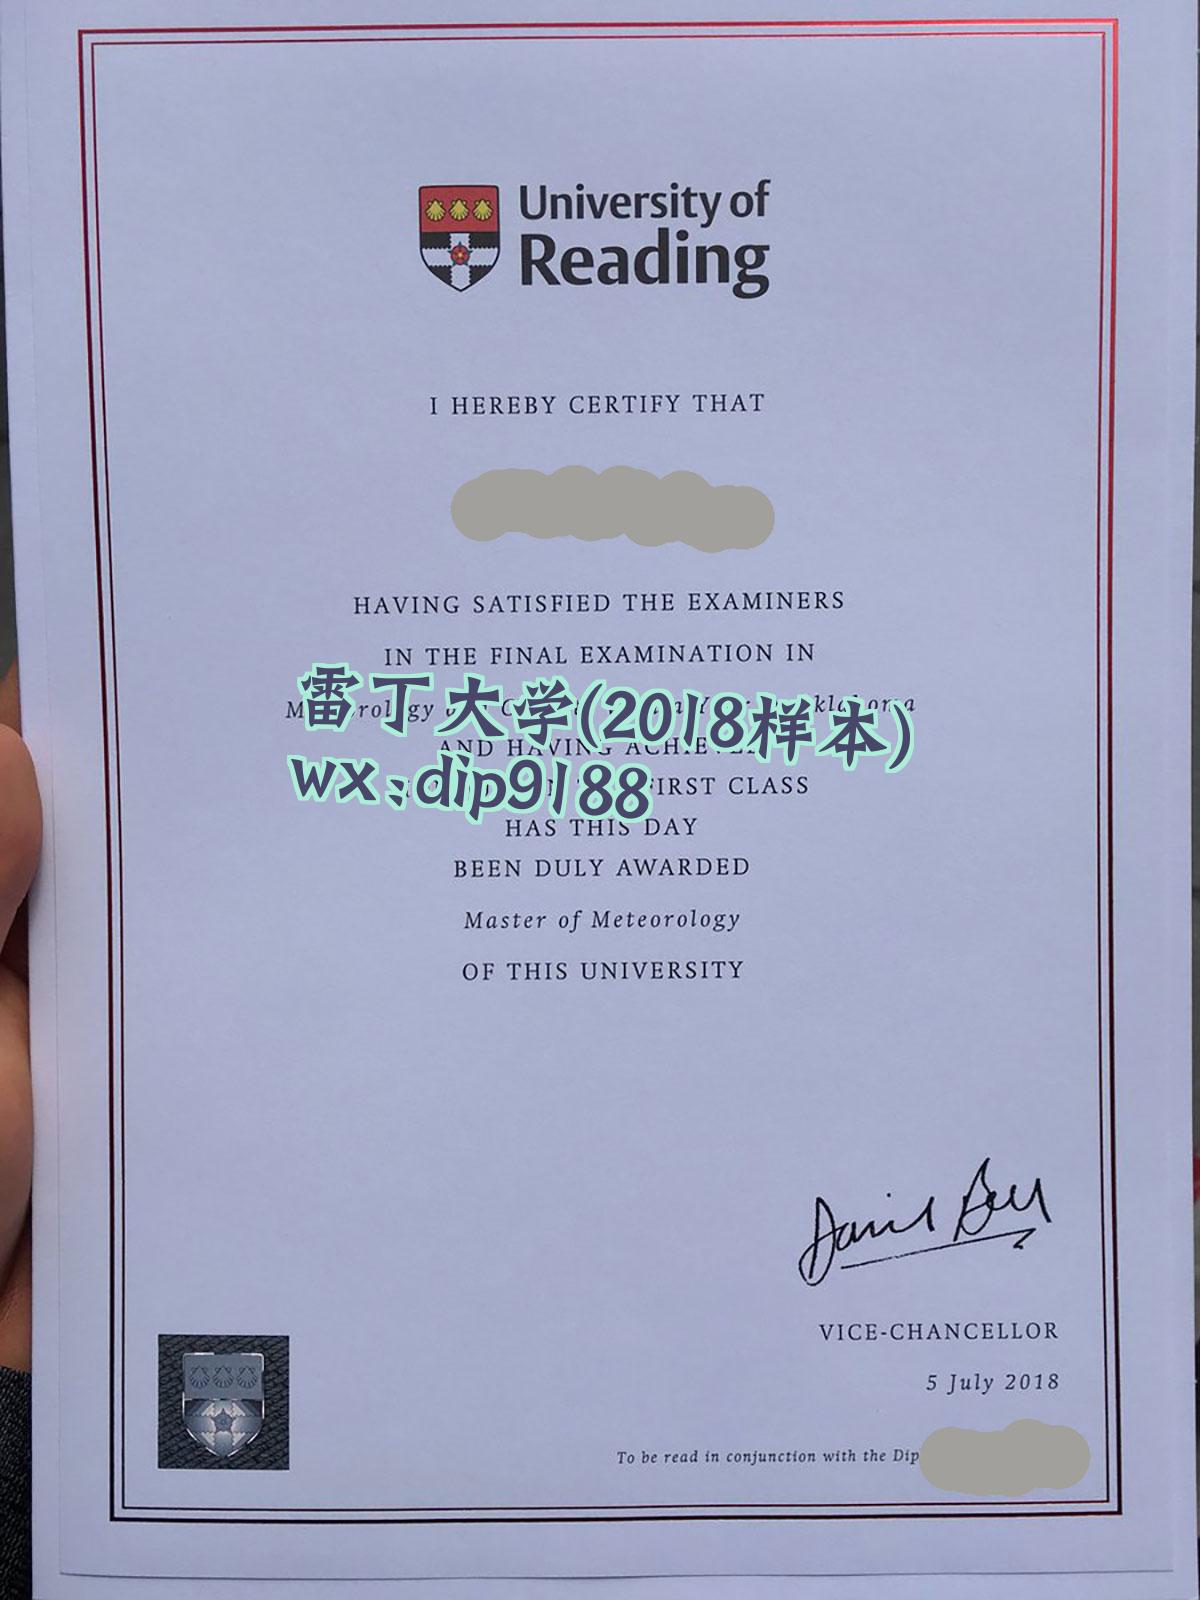 University of
Reading
I HEREBY CERTIFY THAT
HAVING SATISFIED THE EXAMINERS
IN THE FINAL EXAMINATION IN
雷丁大学(2018样本)
AND HAVING
wx:dip9188
FIRST CLASS
HAS THIS DAY
BEEN DULY AWARDED
Master of Meteorology
OF THIS UNIVERSITY
David Bell
VICE-CHANCELLOR
5 July 2018
To be read in conjunction with the Dip